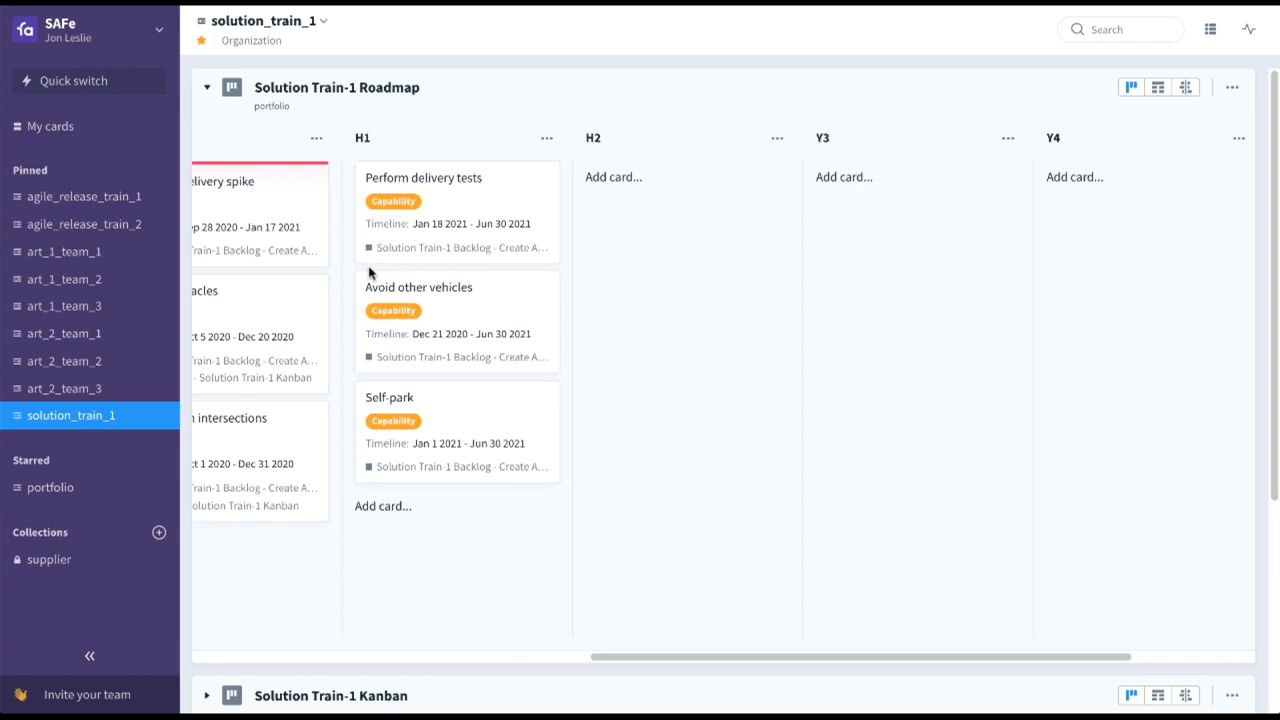 SAFe
Jon Leslie
Quick switch
My cards
Pinned
agile_release_train_1
agile_release_train_2
art_1_team_1
art_1_team_2
art_1_team_3
art_2_team_1
art_2_team_2
art_2_team_3
solution_train_1
Starred
portfolio
Collections
supplier
Invite your team
solution_train_1
Organization
Search
Solution Train-1 Roadmap
portfolio
elivery spike
ep 28 2020 - Jan 17 2021
Train-1 Backlog - Create A...
acles
ct 5 2020 - Dec 20 2020
Train-1 Backlog - Create A...
- Solution Train-1 Kanban
intersections
ct 1 2020 - Dec 31 2020
Train-1 Backlog - Create A...
olution Train-1 Kanban
H1
Perform delivery tests
Capability
Timeline: Jan 18 2021 - Jun 30 2021
Solution Train-1 Backlog - Create A...
Avoid other vehicles
Capability
Timeline: Dec 21 2020 - Jun 30 2021
Solution Train-1 Backlog - Create A...
Self-park
Capability
Timeline: Jan 1 2021 - Jun 30 2021
Solution Train-1 Backlog - Create A...
Add card...
H2
Add card...
Y3
Add card...
Y4
Add card...
Solution Train-1 Kanban